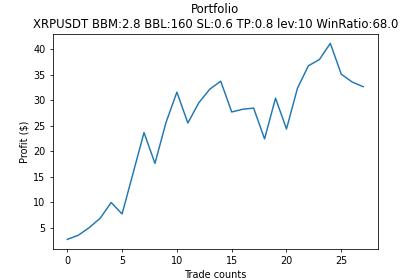 Portfolio
XRPUSDT BBM:2.8 BBL:160 SL:0.6 TP:0.8 lev:10 WinRatio:68.0
40
35
30
25
20
15
10
5
Profit ($)
0 5 10 15 20 25
Trade counts